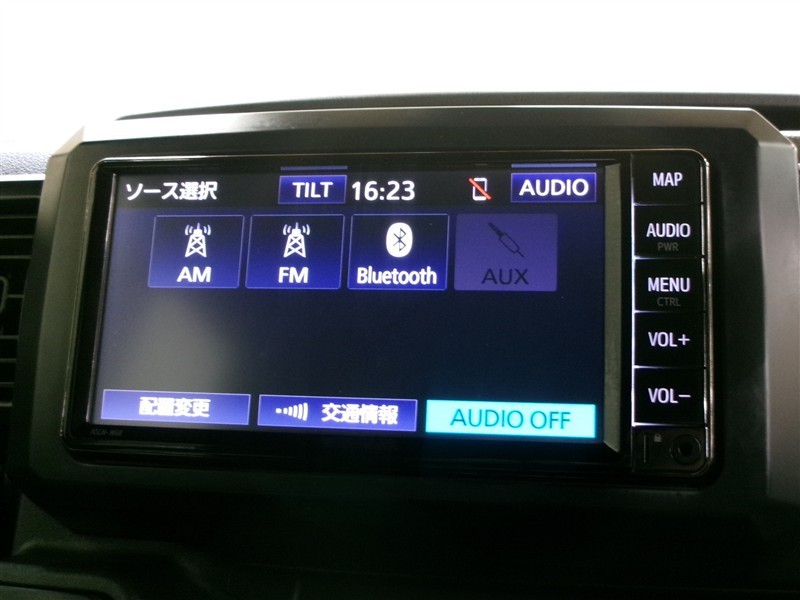 ソース選択 TILT 16:23 AUDIO
AM FM Bluetooth AUX
配置変更 交通情報 AUDIO OFF
MAP
AUDIO
PWR
MENU
CTRL
VOL+
VOL-